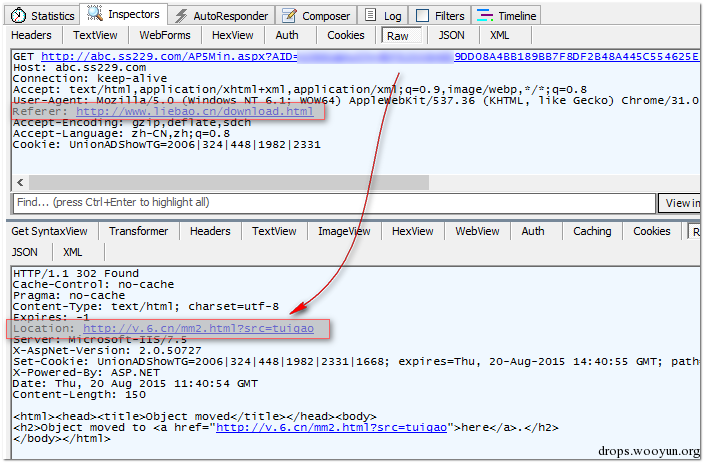 Statistics Inspectors AutoResponder Composer Log Filters Timeline
Headers TextView WebForms HexView Auth Cookies Raw JSON XML
GET http://abc.ss229.com/AP5Min.aspx?AID= 9DD08A4BB189BB7F8DF2B48A445C554625E
Host: abc.ss229.com
Connection: keep-alive
Accept: text/html,application/xhtml+xml,application/xml;q=0.9,image/webp,*/*;q=0.8
User-Agent: Mozilla/5.0 (Windows NT 6.1; WOW64) AppleWebKit/537.36 (KHTML, like Gecko) Chrome/31.0
Referer: http://www.liebao.cn/download.html
Accept-Encoding: gzip,deflate,sdch
Accept-Language: zh-CN,zh;q=0.8
Cookie: UnionADShowTG=2006|324|448|1982|2331
Find... (press Ctrl+Enter to highlight all) View in
Get SyntaxView Transformer Headers TextView ImageView HexView WebView Auth Caching Cookies R
JSON XML
HTTP/1.1 302 Found
Cache-Control: no-cache
Pragma: no-cache
Content-Type: text/html; charset=utf-8
Expires: -1
Location: http://v.6.cn/mm2.html?src=tuigao
Server: Microsoft-IIS/7.5
X-AspNet-Version: 2.0.50727
Set-Cookie: UnionADShowTG=2006|324|448|1982|2331|1668; expires=Thu, 20-Aug-2015 14:40:55 GMT; path
X-Powered-By: ASP.NET
Date: Thu, 20 Aug 2015 11:40:54 GMT
Content-Length: 150
<html><head><title>Object moved</title></head><body>
<h2>Object moved to <a href="http://v.6.cn/mm2.html?src=tuigao">here</a>.</h2>
</body></html>
drops.wooyun.org